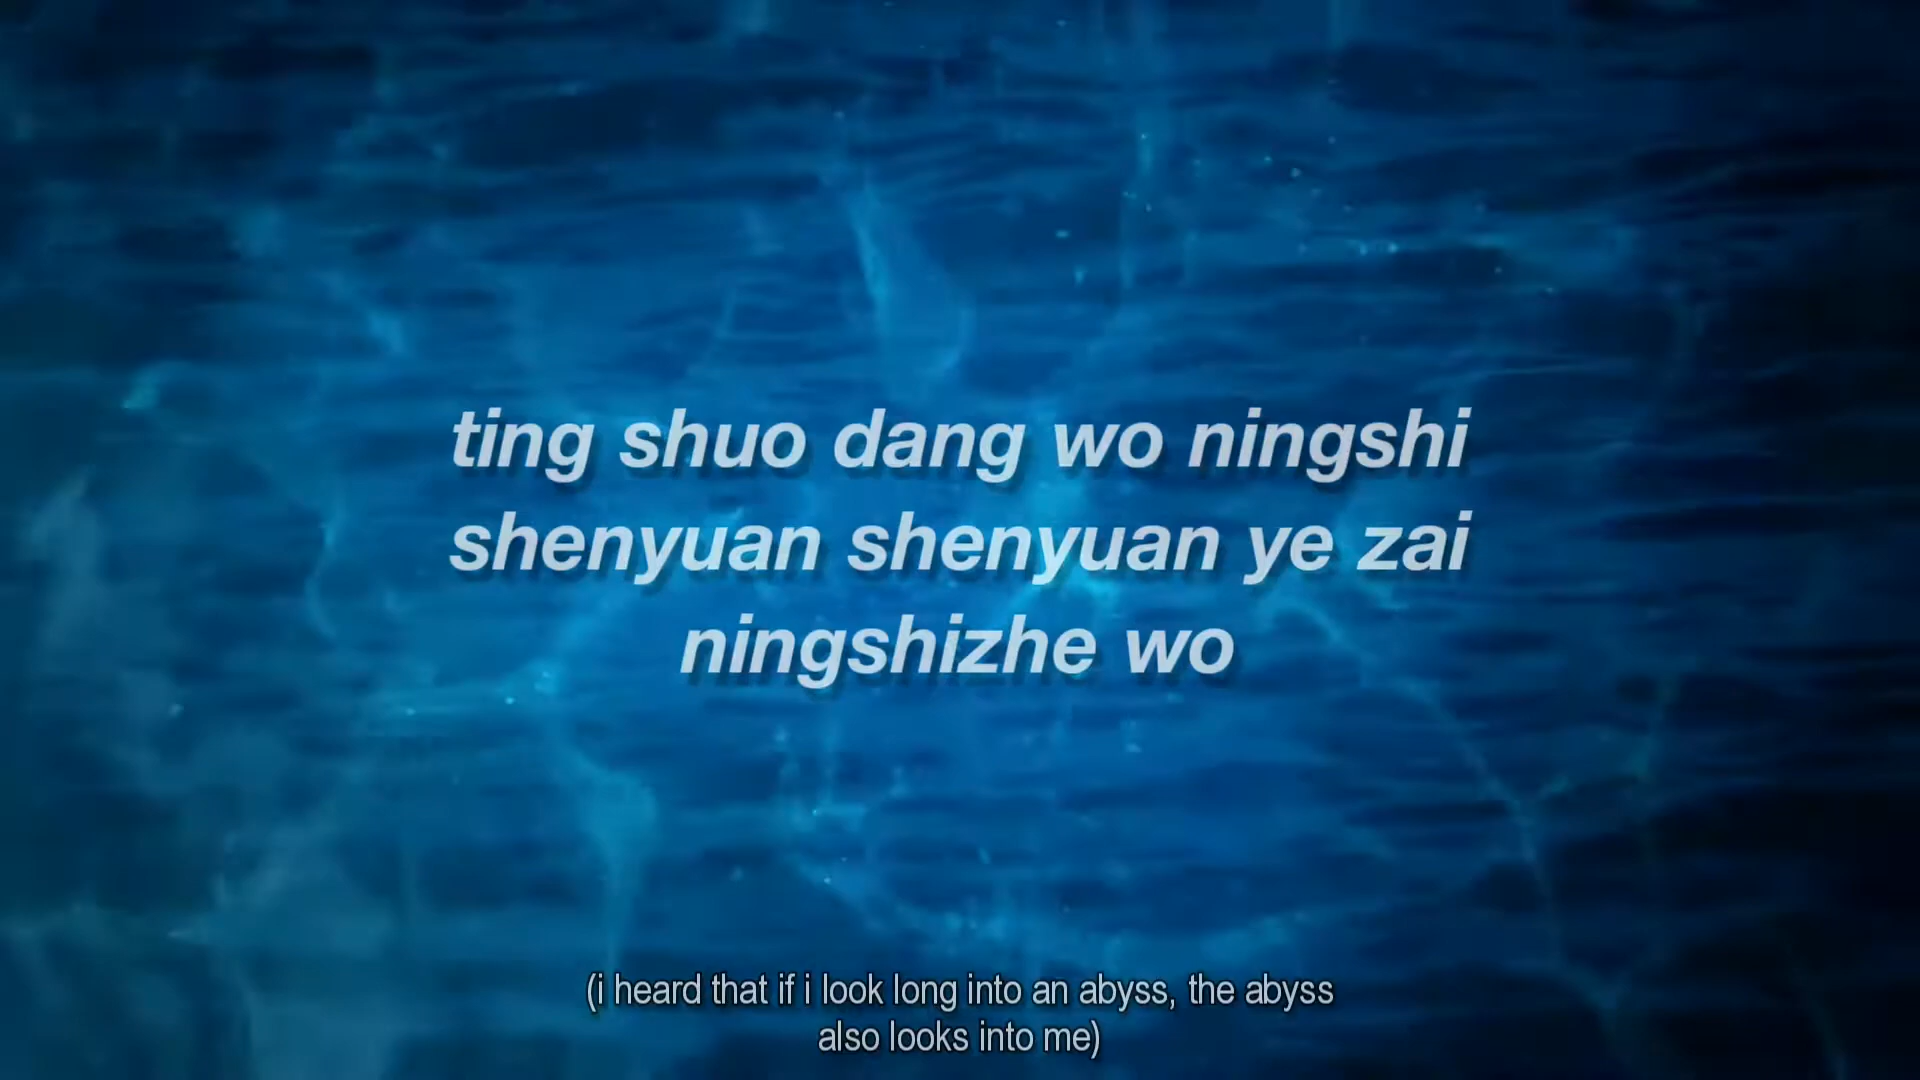 ting shuo dang wo ningshi
shenyuan shenyuan ye zai
ningshizhe wo
(i heard that if i look long into an abyss, the abyss
also looks into me)